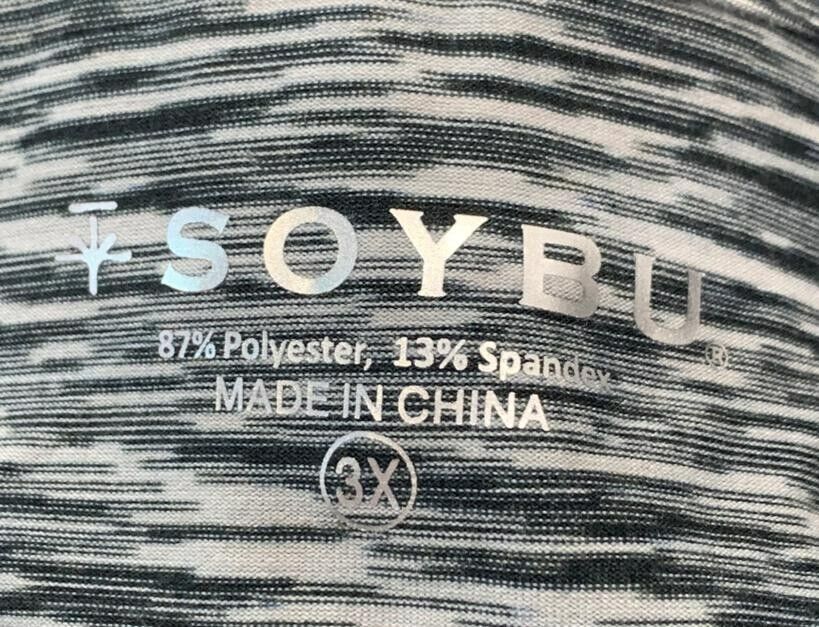 SOYBU®
87% Polyester, 13% Spandex
MADE IN CHINA
3X